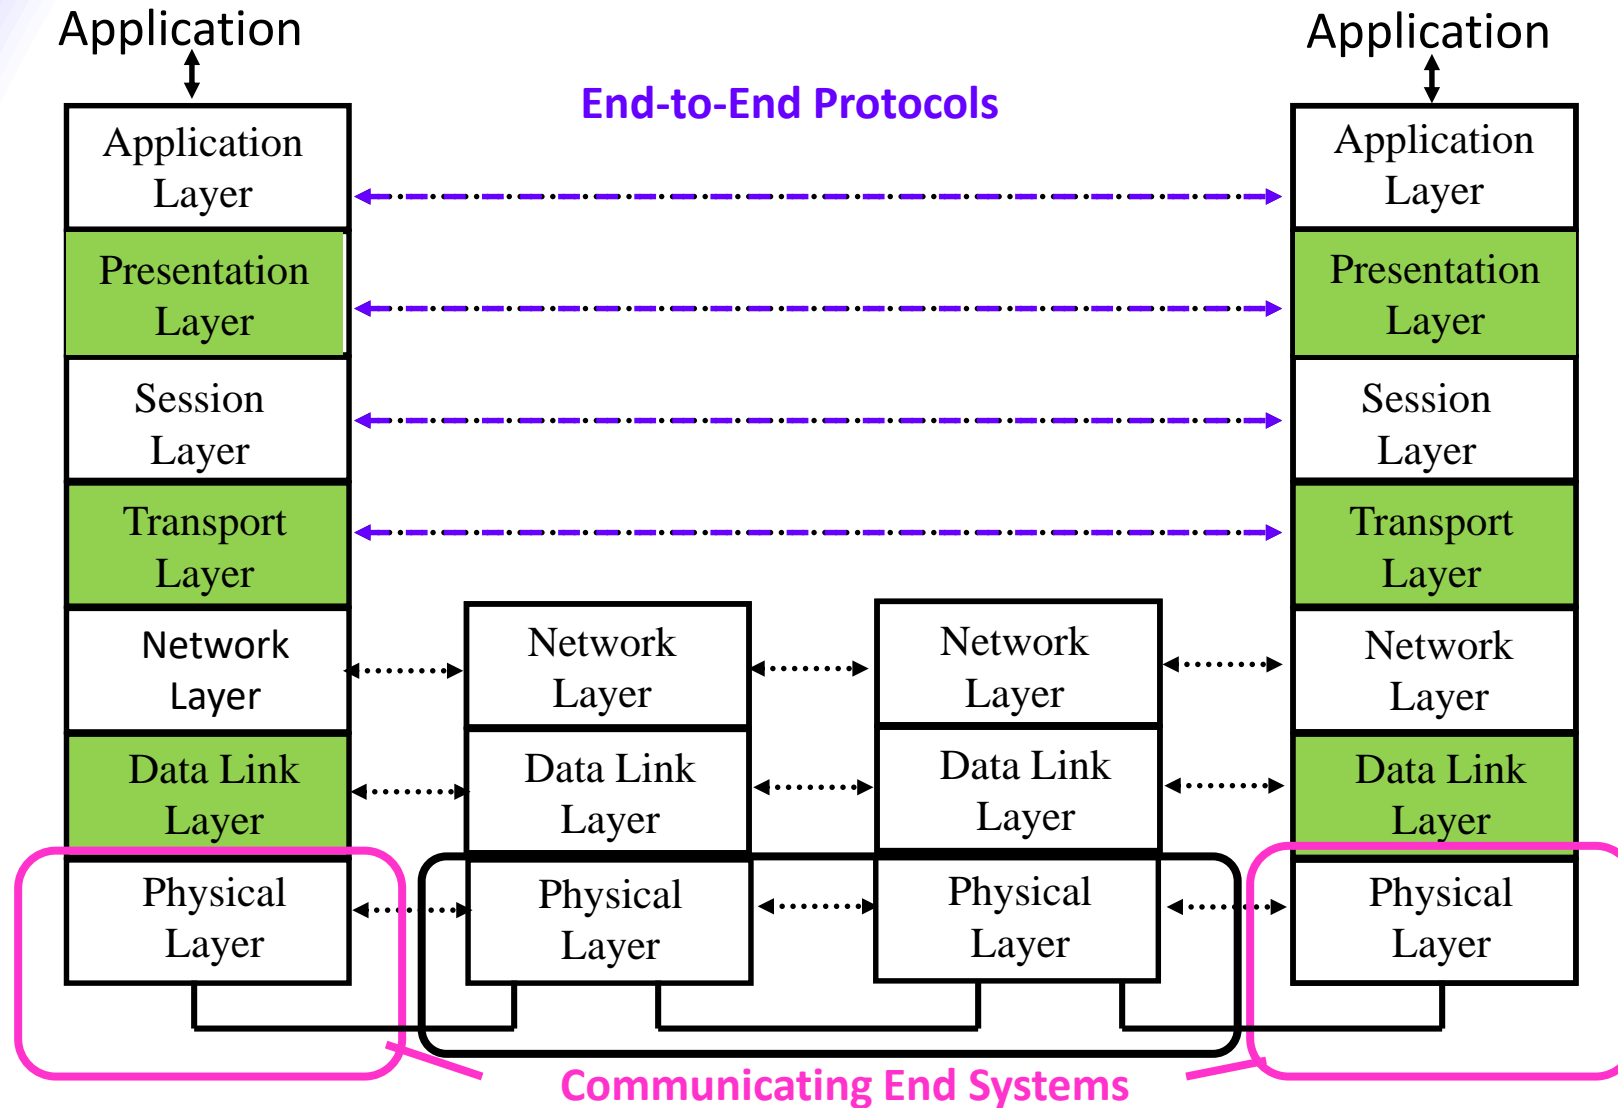 Application
Application
End-to-End Protocols
Application
Layer
Application
Layer
Presentation
Layer
Presentation
Layer
Session
Layer
Session
Layer
Transport
Layer
Transport
Layer
Network
Layer
Network
Layer
Network
Layer
Network
Layer
Data Link
Layer
Data Link
Layer
Data Link
Layer
Data Link
Layer
Physical
Layer
Physical
Layer
Physical
Layer
Physical
Layer
Communicating End Systems